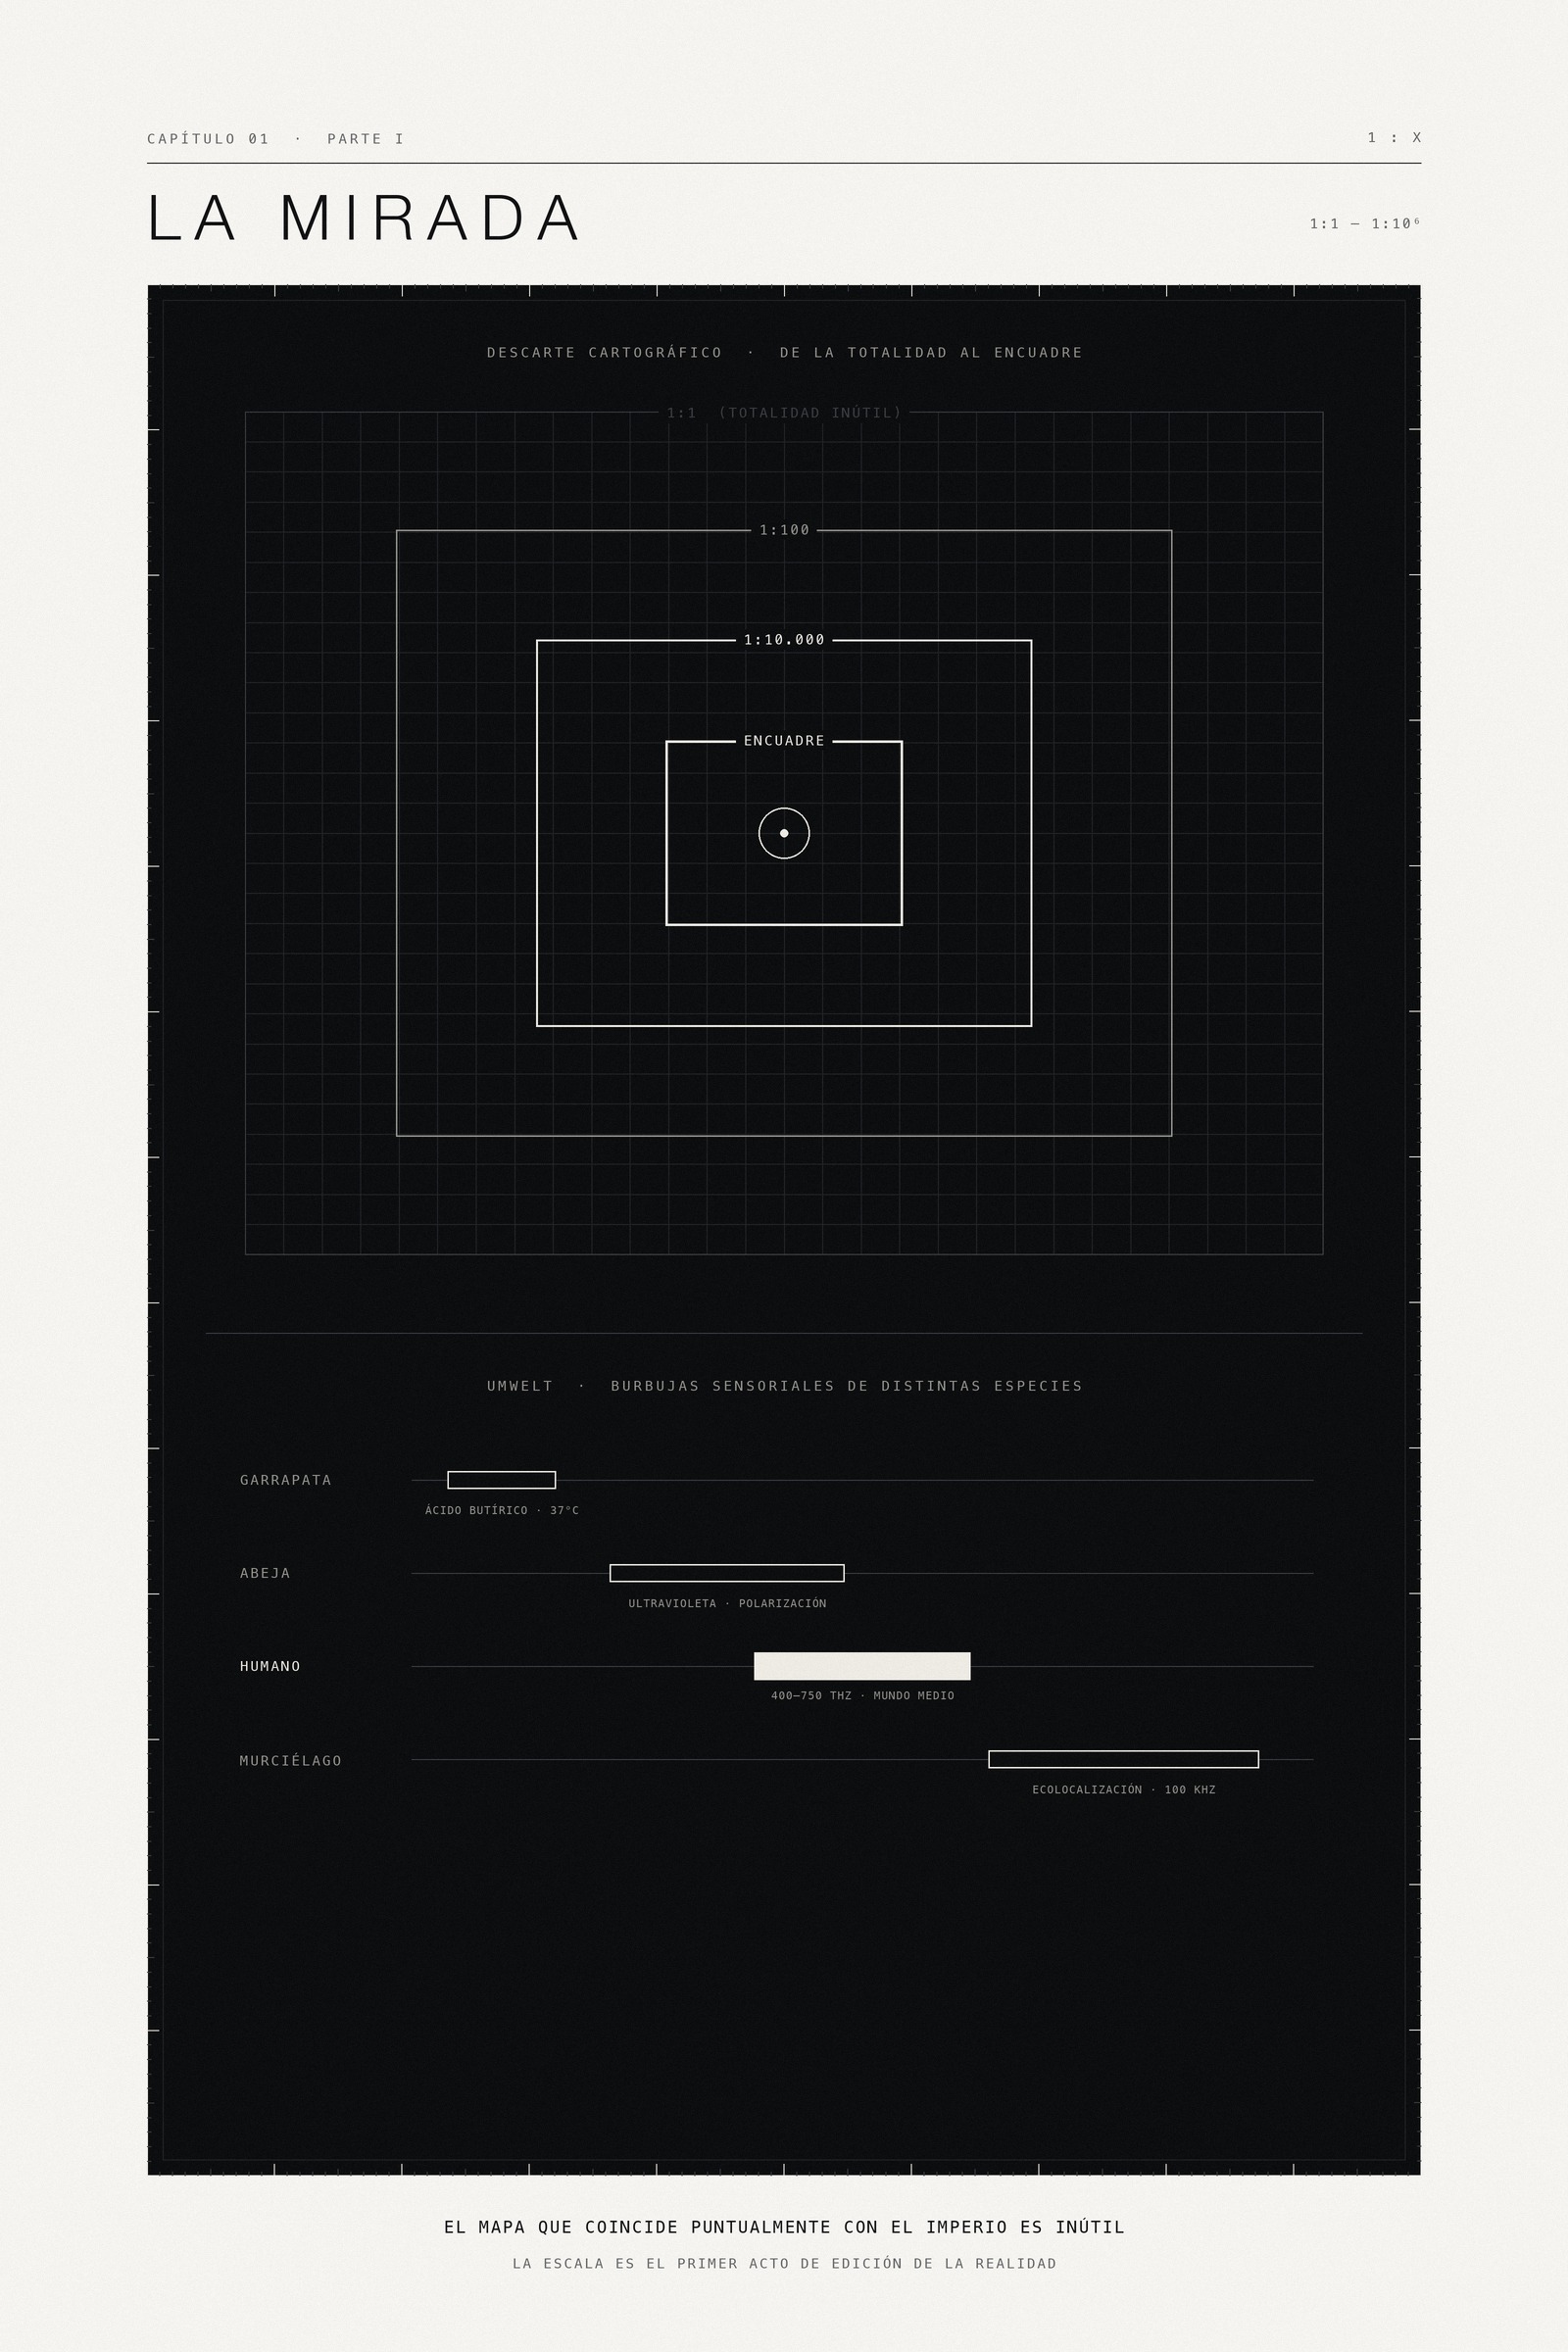 CAPÍTULO 01 · PARTE I
1 : X
LA MIRADA
1:1 — 1:10⁶
DESCARTE CARTOGRÁFICO · DE LA TOTALIDAD AL ENCUADRE
1:1 (TOTALIDAD INÚTIL)
1:100
1:10.000
ENCUADRE
UMWELT · BURBUJAS SENSORIALES DE DISTINTAS ESPECIES
GARRAPATA
ÁCIDO BUTÍRICO · 37°C
ABEJA
ULTRAVIOLETA · POLARIZACIÓN
HUMANO
400–750 THZ · MUNDO MEDIO
MURCIÉLAGO
ECOLOCALIZACIÓN · 100 KHZ
EL MAPA QUE COINCIDE PUNTUALMENTE CON EL IMPERIO ES INÚTIL
LA ESCALA ES EL PRIMER ACTO DE EDICIÓN DE LA REALIDAD